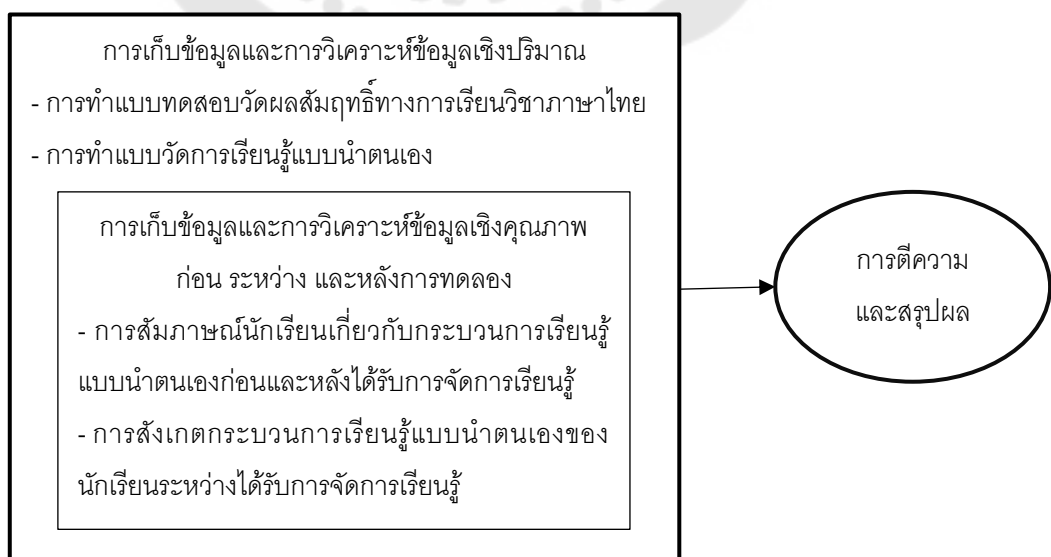 การเก็บข้อมูลและการวิเคราะห์ข้อมูลเชิงปริมาณ
- การทำแบบทดสอบวัดผลสัมฤทธิ์ทางการเรียนวิชาภาษาไทย
- การทำแบบวัดการเรียนรู้แบบนำตนเอง
การเก็บข้อมูลและการวิเคราะห์ข้อมูลเชิงคุณภาพ
ก่อน ระหว่าง และหลังการทดลอง
- การสัมภาษณ์นักเรียนเกี่ยวกับกระบวนการเรียนรู้
แบบนำตนเองก่อนและหลังได้รับการจัดการเรียนรู้
- การสังเกตกระบวนการเรียนรู้แบบนำตนเองของ
นักเรียนระหว่างได้รับการจัดการเรียนรู้
การตีความ
และสรุปผล